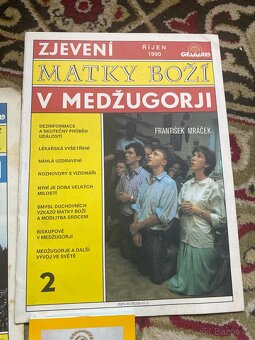 ZJEVENÍ
ŘÍJEN
1990
GEMMA89
MATKY BOŽÍ
V MEDŽUGORJI
DEZINFORMACE
A SKUTEČNÝ PRŮBĚH
UDÁLOSTÍ
FRANTIŠEK MRÁČEK
LÉKAŘSKÁ VYŠETŘENÍ
NÁHLÁ UZDRAVENÍ
ROZHOVORY S VIZIONÁŘI
NYNÍ JE DOBA VELKÝCH
MILOSTÍ
SMYSL DUCHOVNÍCH
VZKAZŮ MATKY BOŽÍ
A MODLITBA SRDCEM
BISKUPOVÉ
V MEDŽUGORJI
MEDŽUGORJE A DALŠÍ
VÝVOJ VE SVĚTĚ
2